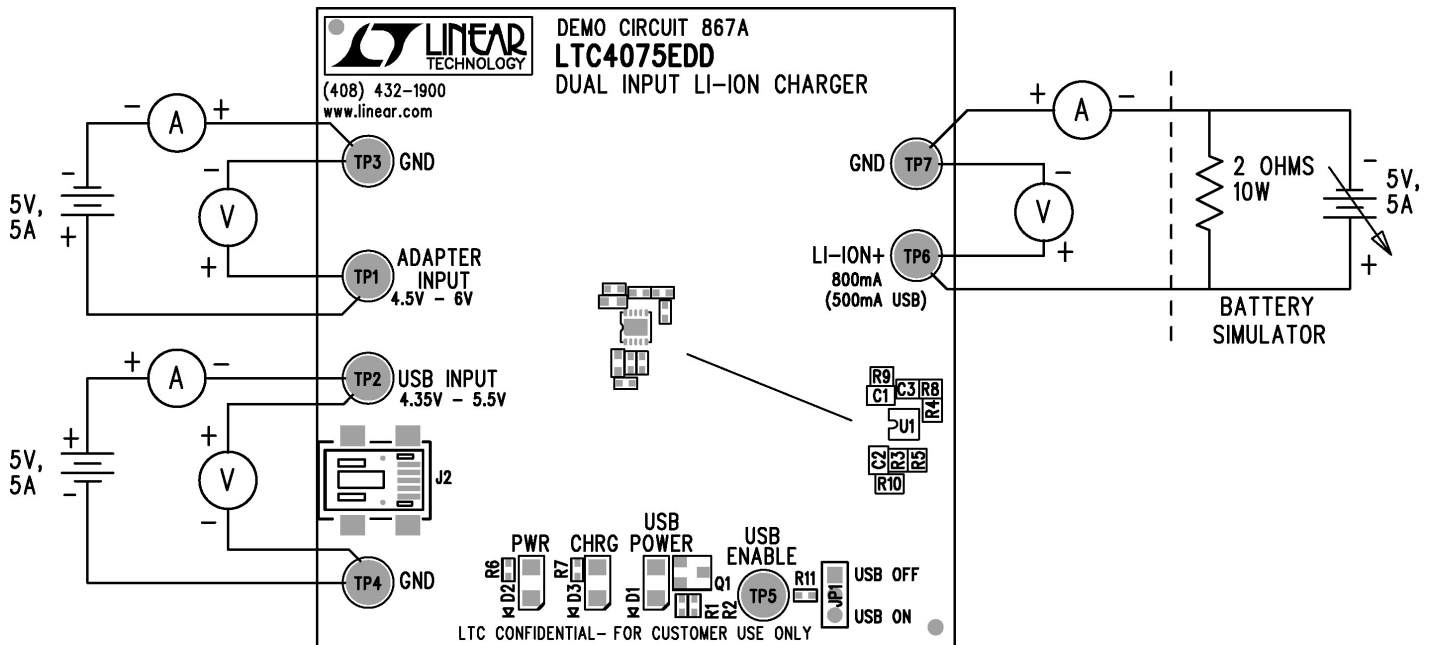 LINEAR
TECHNOLOGY
(408) 432-1900
www.linear.com
DEMO CIRCUIT 867A
LTC4075EDD
DUAL INPUT LI-ION CHARGER
- A +
TP3 GND
- 
V
+
-
5V,
5A
+
TP1 ADAPTER
INPUT
4.5V - 6V
+ A -
TP2 USB INPUT
4.35V - 5.5V
+
V
-
+
5V,
5A
-
J2
TP4 GND
+ A -
GND TP7
-
V
+
LI-ION+ TP6
800mA
(500mA USB)
2 OHMS
10W
-
5V,
5A
+
BATTERY
SIMULATOR
R9
C1 C3 R8
R4
U1
C2 R3 R5
R10
PWR
R6
D2
CHRG
R7
D3
USB
POWER
D1
Q1
R1
R2
USB
ENABLE
TP5
R11
JP1
USB OFF
USB ON
LTC CONFIDENTIAL- FOR CUSTOMER USE ONLY